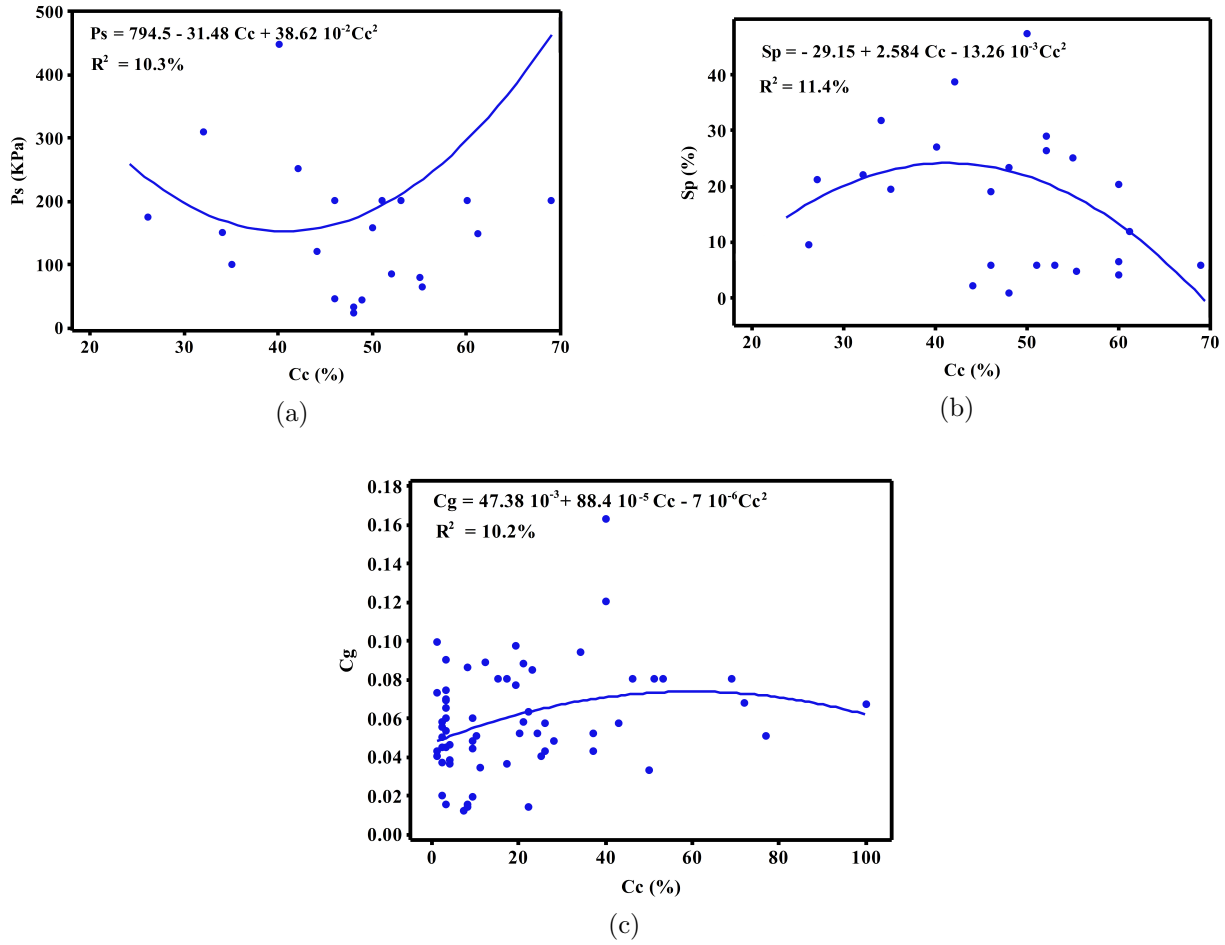 Ps = 794.5 - 31.48 Cc + 38.62 10⁻²Cc²
R² = 10.3%
500
400
300
200
100
0
Ps (KPa)
20 30 40 50 60 70
Cc (%)
(a)
Sp = - 29.15 + 2.584 Cc - 13.26 10⁻³Cc²
R² = 11.4%
40
30
20
10
0
Sp (%)
20 30 40 50 60 70
Cc (%)
(b)
Cg = 47.38 10⁻³+ 88.4 10⁻⁵ Cc - 7 10⁻⁶Cc²
R² = 10.2%
0.18
0.16
0.14
0.12
0.10
0.08
0.06
0.04
0.02
0.00
Cg
0 20 40 60 80 100
Cc (%)
(c)